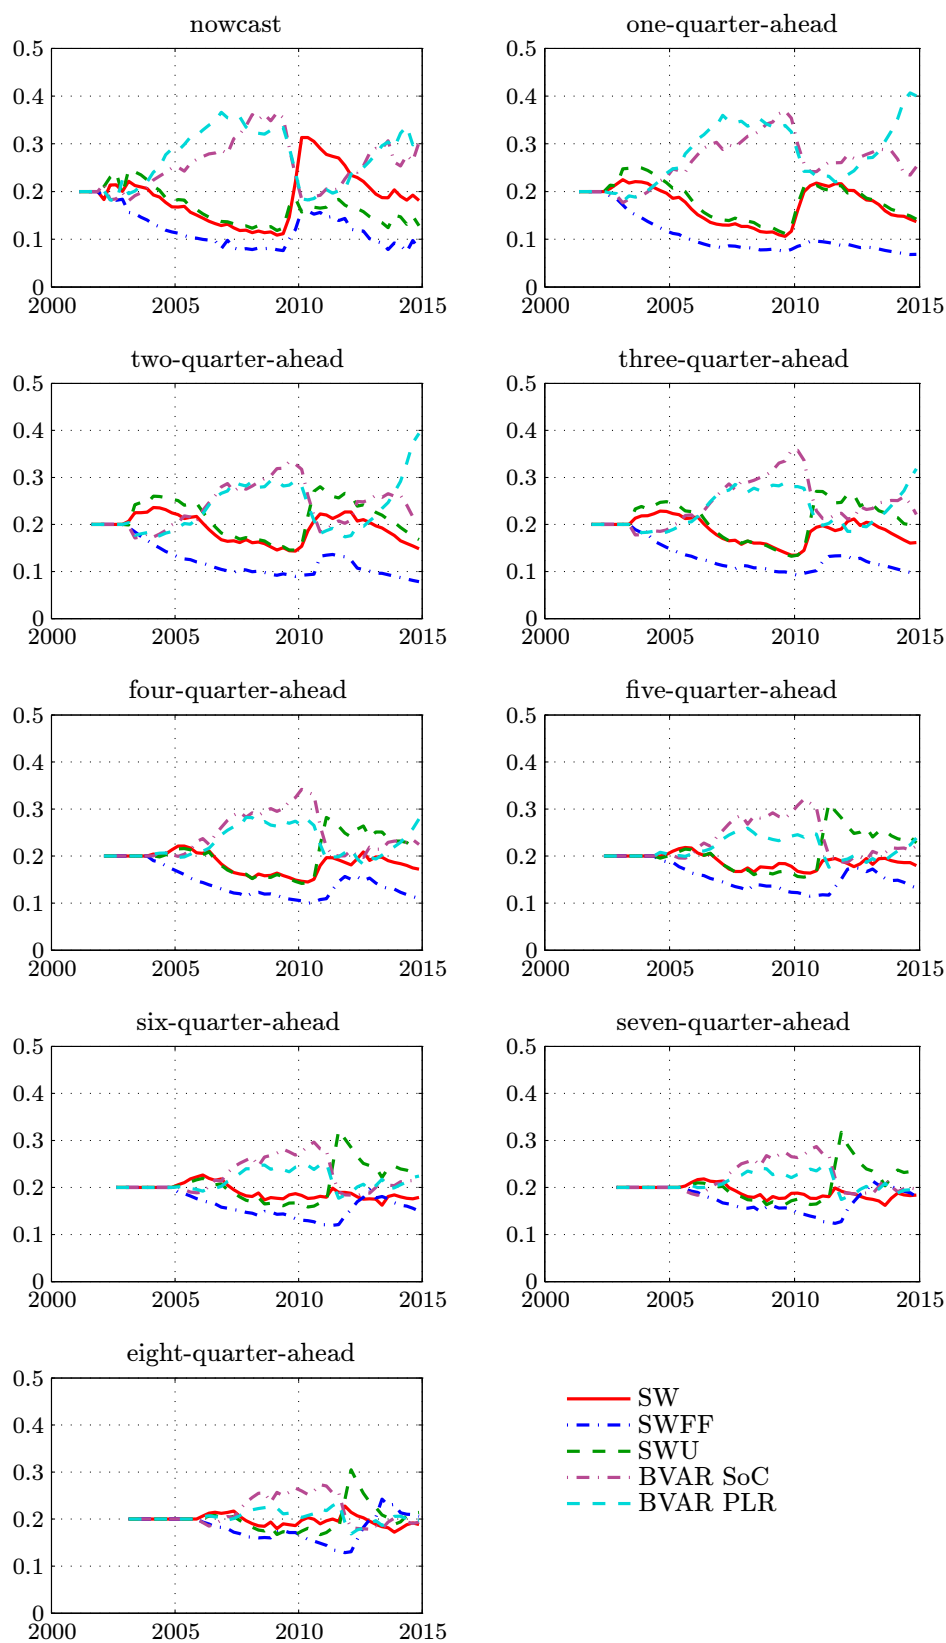 nowcast
0.5
0.4
0.3
0.2
0.1
0
2000 2005 2010 2015
one-quarter-ahead
0.5
0.4
0.3
0.2
0.1
0
2000 2005 2010 2015
two-quarter-ahead
0.5
0.4
0.3
0.2
0.1
0
2000 2005 2010 2015
three-quarter-ahead
0.5
0.4
0.3
0.2
0.1
0
2000 2005 2010 2015
four-quarter-ahead
0.5
0.4
0.3
0.2
0.1
0
2000 2005 2010 2015
five-quarter-ahead
0.5
0.4
0.3
0.2
0.1
0
2000 2005 2010 2015
six-quarter-ahead
0.5
0.4
0.3
0.2
0.1
0
2000 2005 2010 2015
seven-quarter-ahead
0.5
0.4
0.3
0.2
0.1
0
2000 2005 2010 2015
eight-quarter-ahead
0.5
0.4
0.3
0.2
0.1
0
2000 2005 2010 2015
SW
SWFF
SWU
BVAR SoC
BVAR PLR